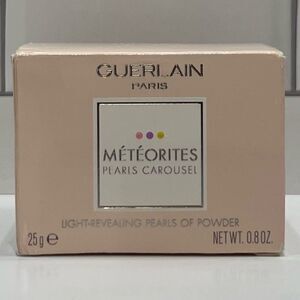 GUERLAIN
PARIS
MÉTÉORITES
PEARLS CAROUSEL
LIGHT-REVEALING PEARLS OF POWDER
25 g e
NET WT. 0.8 OZ.